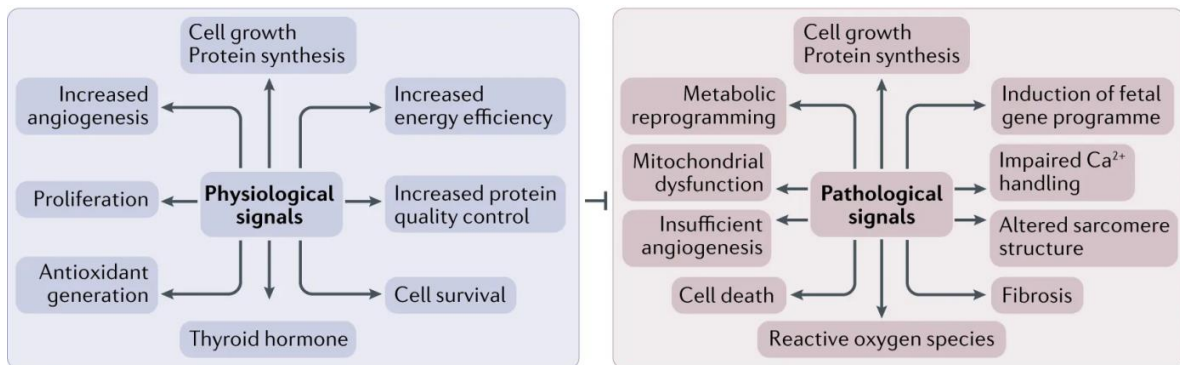 Cell growth
Protein synthesis
Increased
angiogenesis
Increased
energy efficiency
Proliferation
Physiological
signals
Increased protein
quality control
Antioxidant
generation
Cell survival
Thyroid hormone
Cell growth
Protein synthesis
Metabolic
reprogramming
Induction of fetal
gene programme
Mitochondrial
dysfunction
Pathological
signals
Impaired Ca²⁺
handling
Insufficient
angiogenesis
Altered sarcomere
structure
Cell death
Fibrosis
Reactive oxygen species